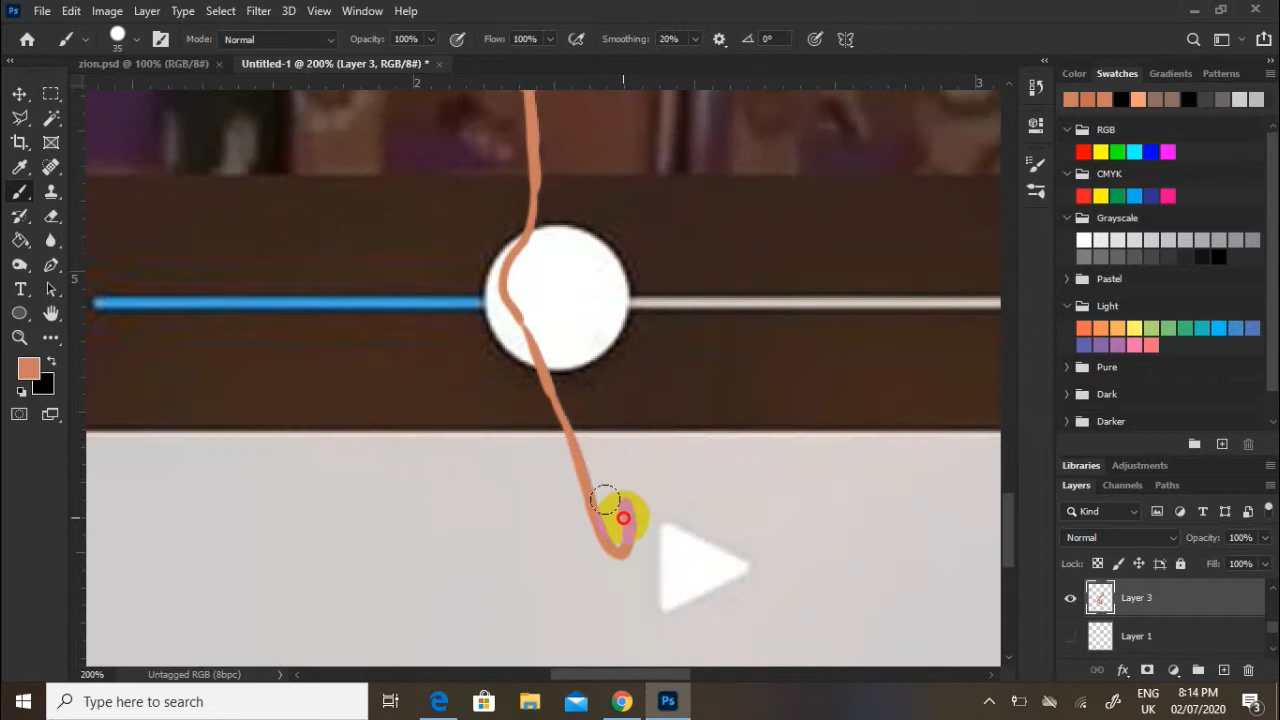 Ps File Edit Image Layer Type Select Filter 3D View Window Help
35 Mode: Normal Opacity: 100% Flow: 100% Smoothing: 20% 0°
zion.psd @ 100% (RGB/8#) × Untitled-1 @ 200% (Layer 3, RGB/8#) * ×
2 3
5
Color Swatches Gradients Patterns
RGB
CMYK
Grayscale
Pastel
Light
Pure
Dark
Darker
Libraries Adjustments
Layers Channels Paths
Kind
Normal Opacity: 100%
Lock: Fill: 100%
Layer 3
Layer 1
200% Untagged RGB (8bpc)
Type here to search
Ps
ENG
UK
8:14 PM
02/07/2020
3